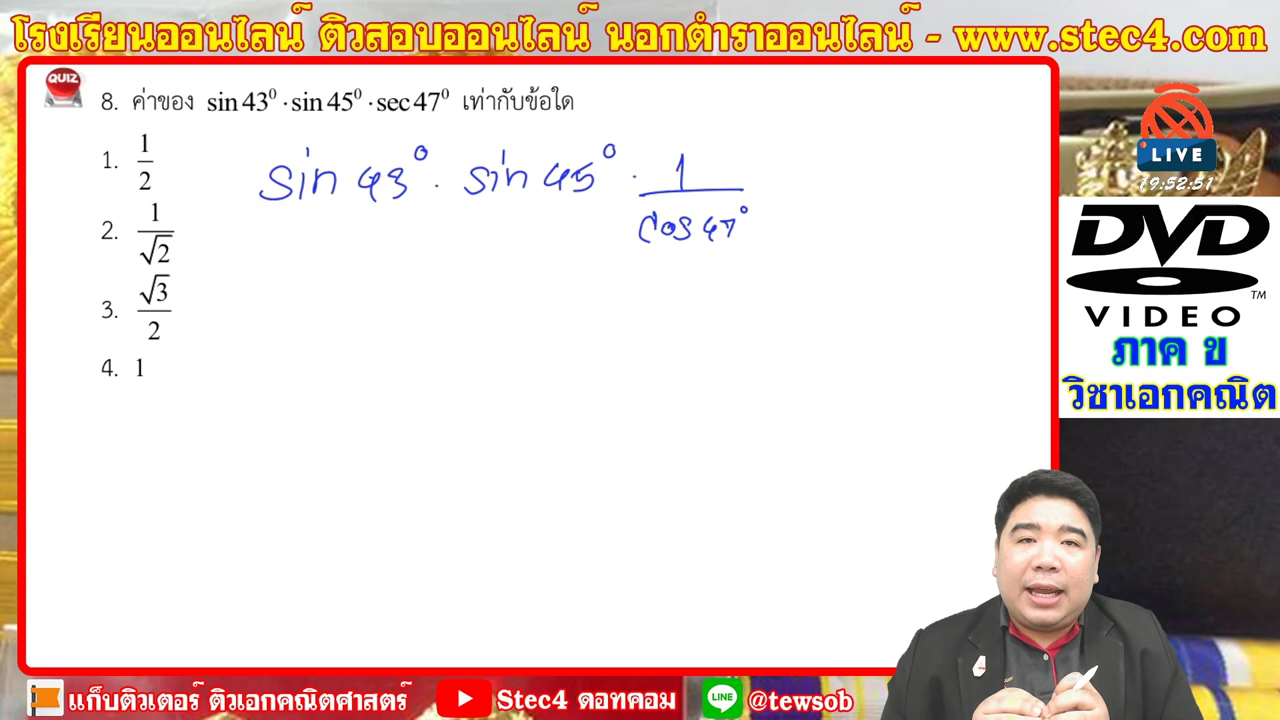 โรงเรียนออนไลน์ ติวสอบออนไลน์ นอกตำราออนไลน์ - www.stec4.com
QUIZ
8. ค่าของ sin 43⁰ · sin 45⁰ · sec 47⁰ เท่ากับข้อใด
1. 1/2
2. 1/√2
3. √3/2
4. 1
sin 43° · sin 45° · 1/cos 47°
LIVE
19:52:51
DVD
TM
VIDEO
ภาค ข
วิชาเอกคณิต
แก็บติวเตอร์ ติวเอกคณิตศาสตร์
Stec4 ดอทคอม
LINE
@tewsob